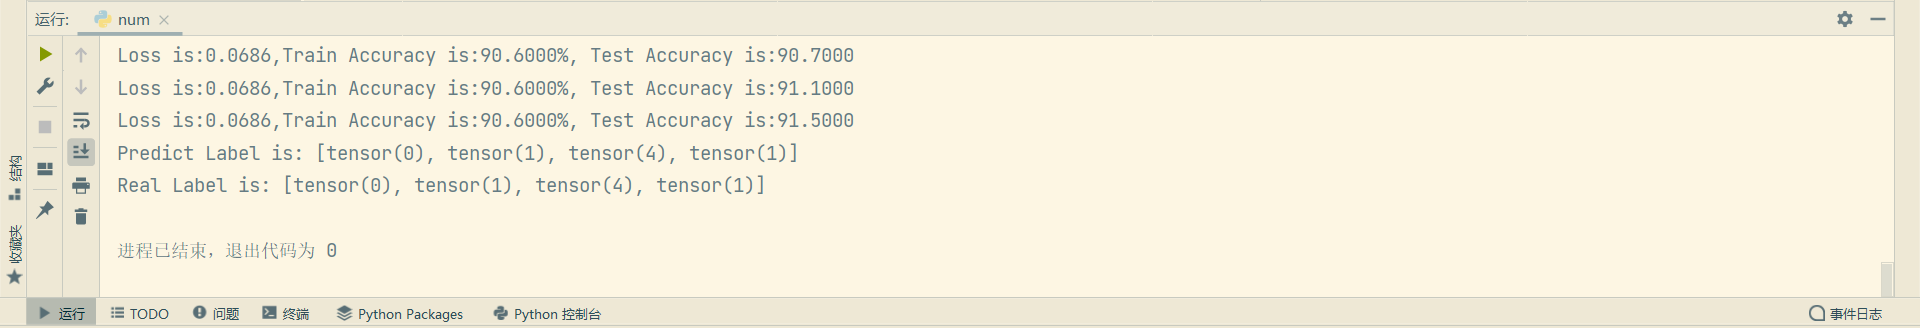 运行: num
Loss is:0.0686,Train Accuracy is:90.6000%, Test Accuracy is:90.7000
Loss is:0.0686,Train Accuracy is:90.6000%, Test Accuracy is:91.1000
Loss is:0.0686,Train Accuracy is:90.6000%, Test Accuracy is:91.5000
Predict Label is: [tensor(0), tensor(1), tensor(4), tensor(1)]
Real Label is: [tensor(0), tensor(1), tensor(4), tensor(1)]
进程已结束，退出代码为 0
结构
收藏夹
运行 TODO 问题 终端 Python Packages Python 控制台 事件日志